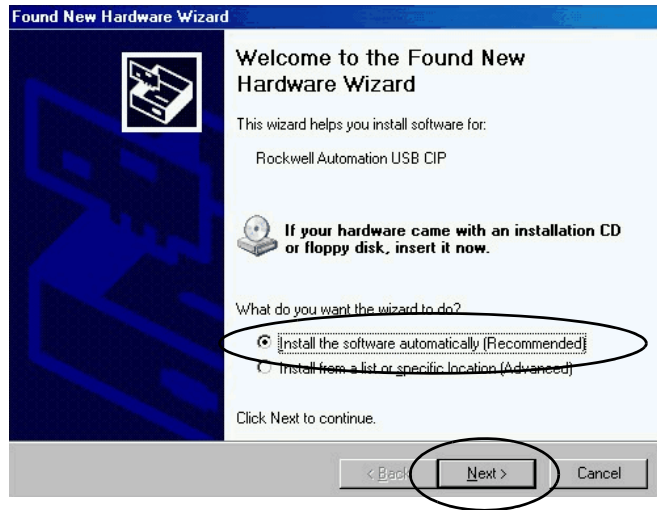 Found New Hardware Wizard
Welcome to the Found New
Hardware Wizard
This wizard helps you install software for:
Rockwell Automation USB CIP
If your hardware came with an installation CD
or floppy disk, insert it now.
What do you want the wizard to do?
Install the software automatically (Recommended)
Install from a list or specific location (Advanced)
Click Next to continue.
< Back Next > Cancel